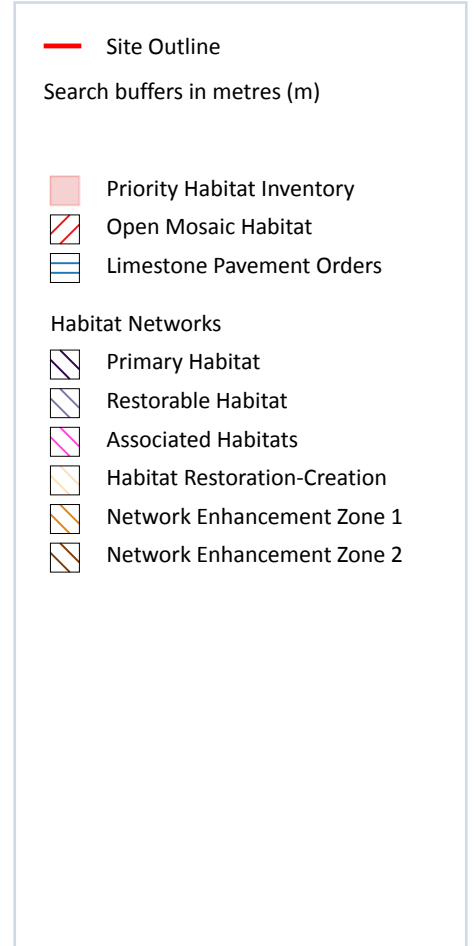 Site Outline
Search buffers in metres (m)
Priority Habitat Inventory
Open Mosaic Habitat
Limestone Pavement Orders
Habitat Networks
Primary Habitat
Restorable Habitat
Associated Habitats
Habitat Restoration-Creation
Network Enhancement Zone 1
Network Enhancement Zone 2